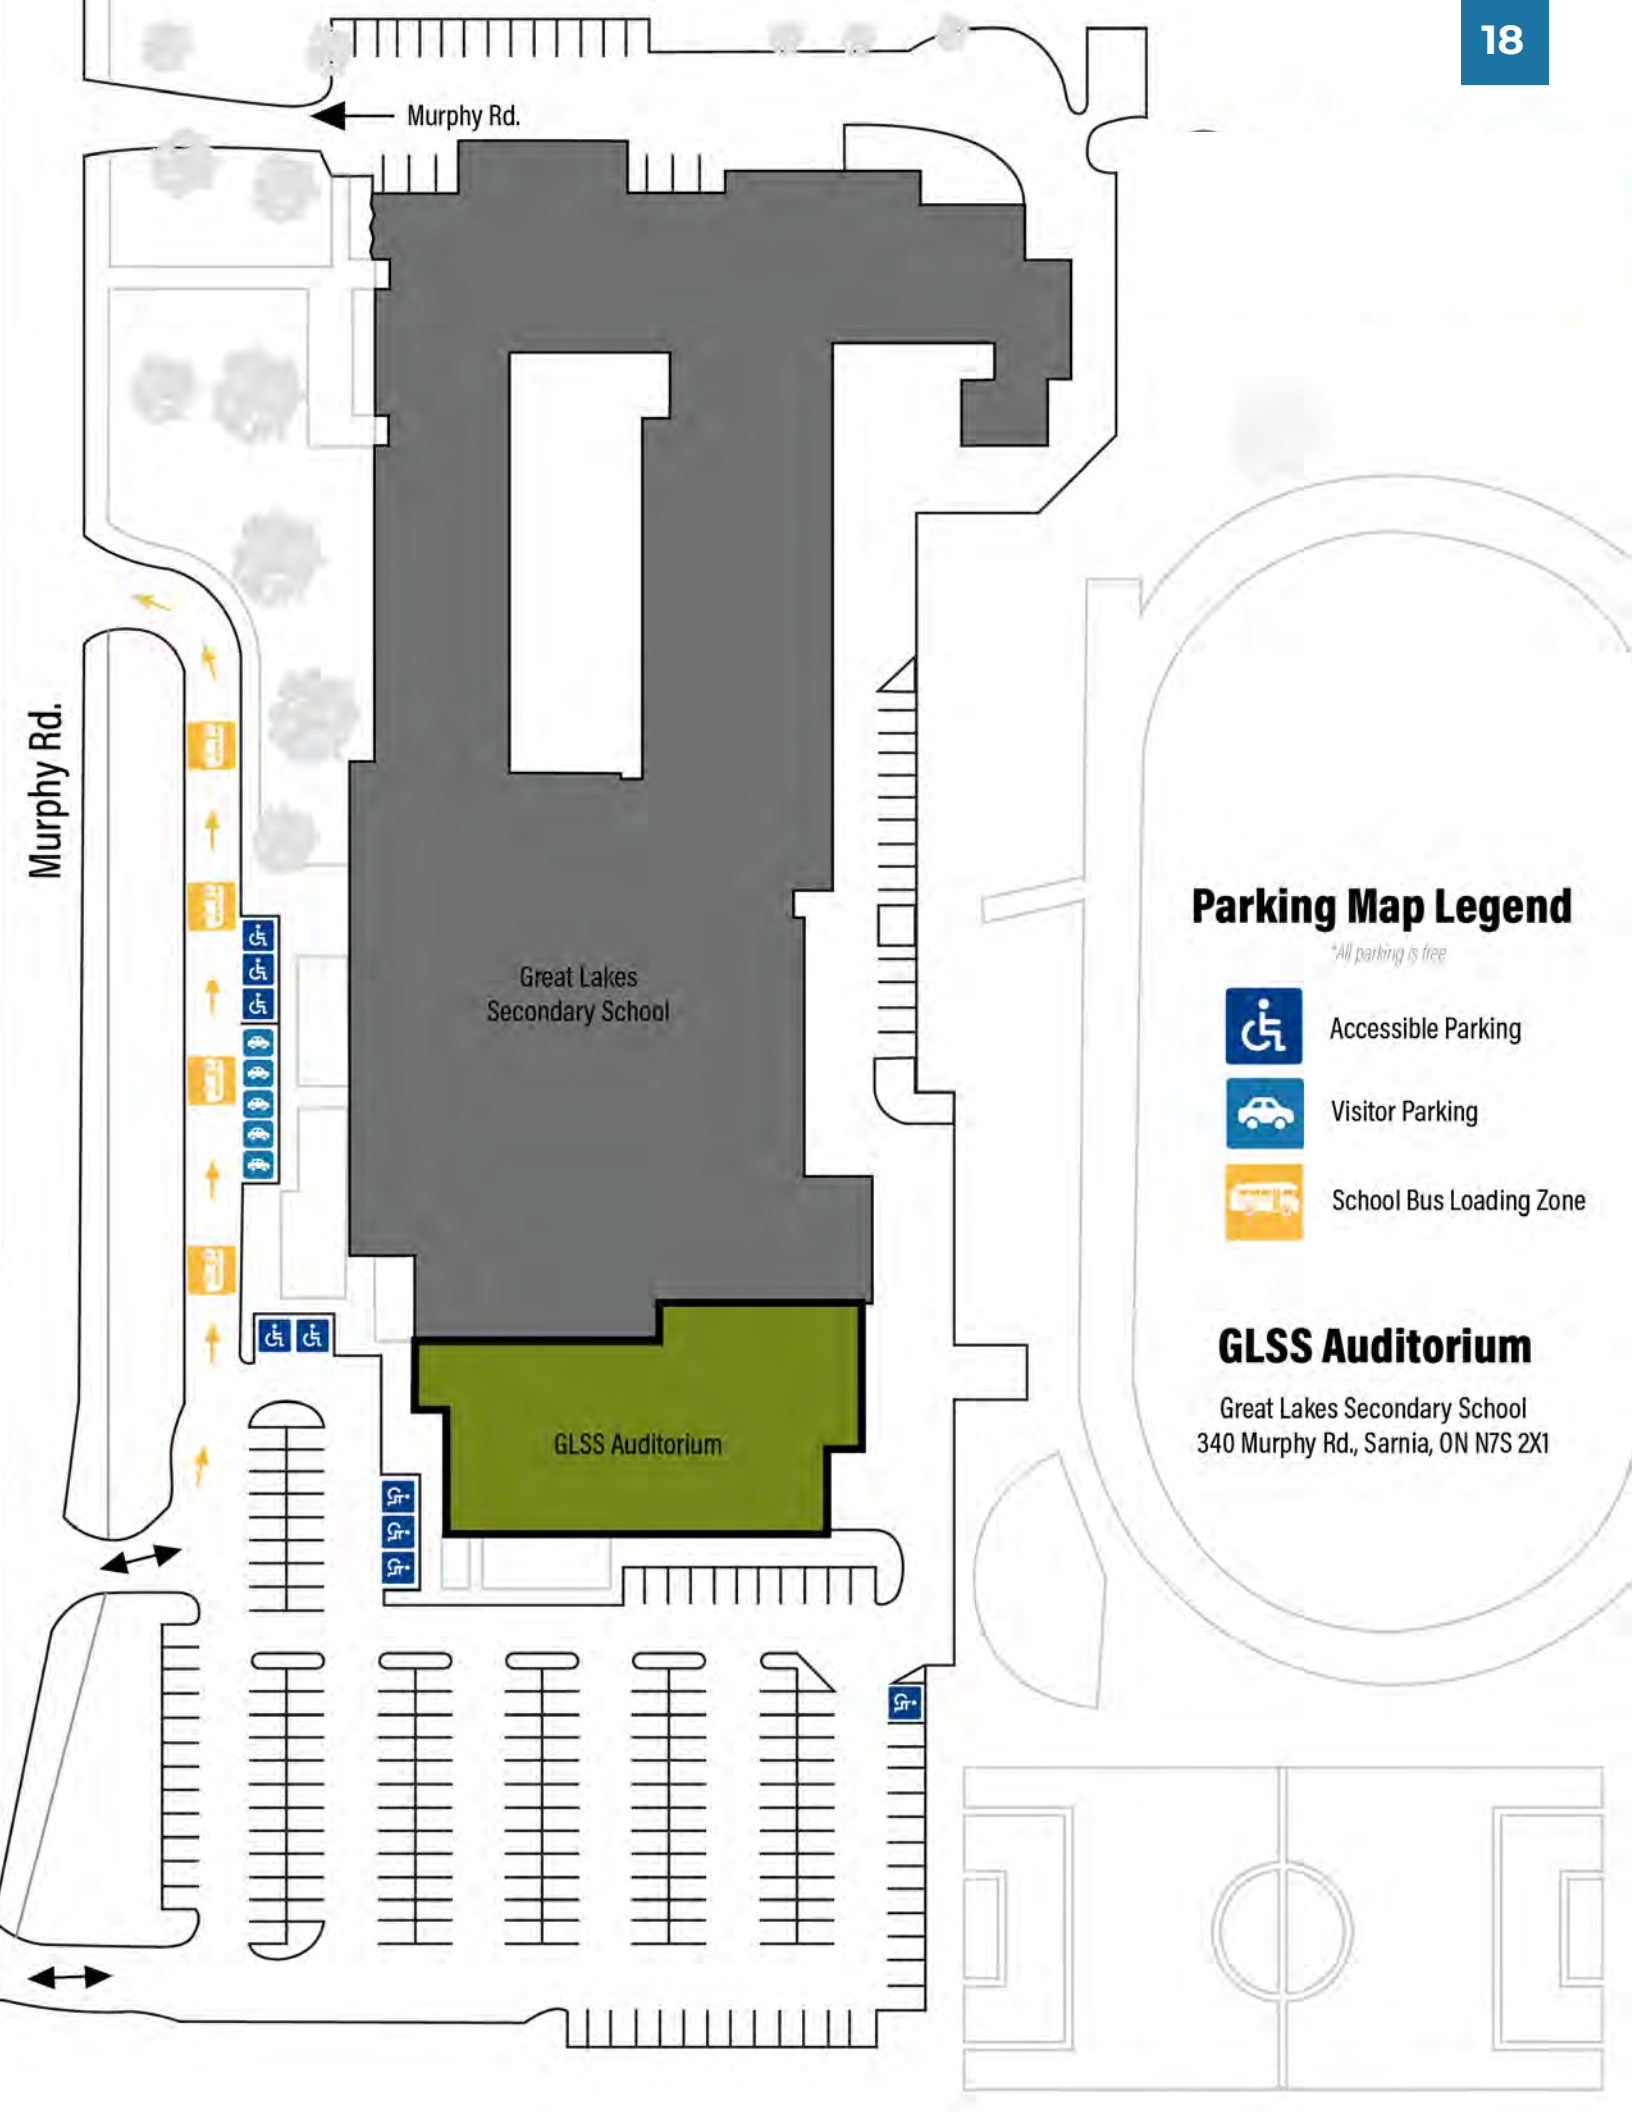 18
Murphy Rd.
Murphy Rd.
Great Lakes
Secondary School
GLSS Auditorium
Parking Map Legend
*All parking is free
Accessible Parking
Visitor Parking
School Bus Loading Zone
GLSS Auditorium
Great Lakes Secondary School
340 Murphy Rd., Sarnia, ON N7S 2X1